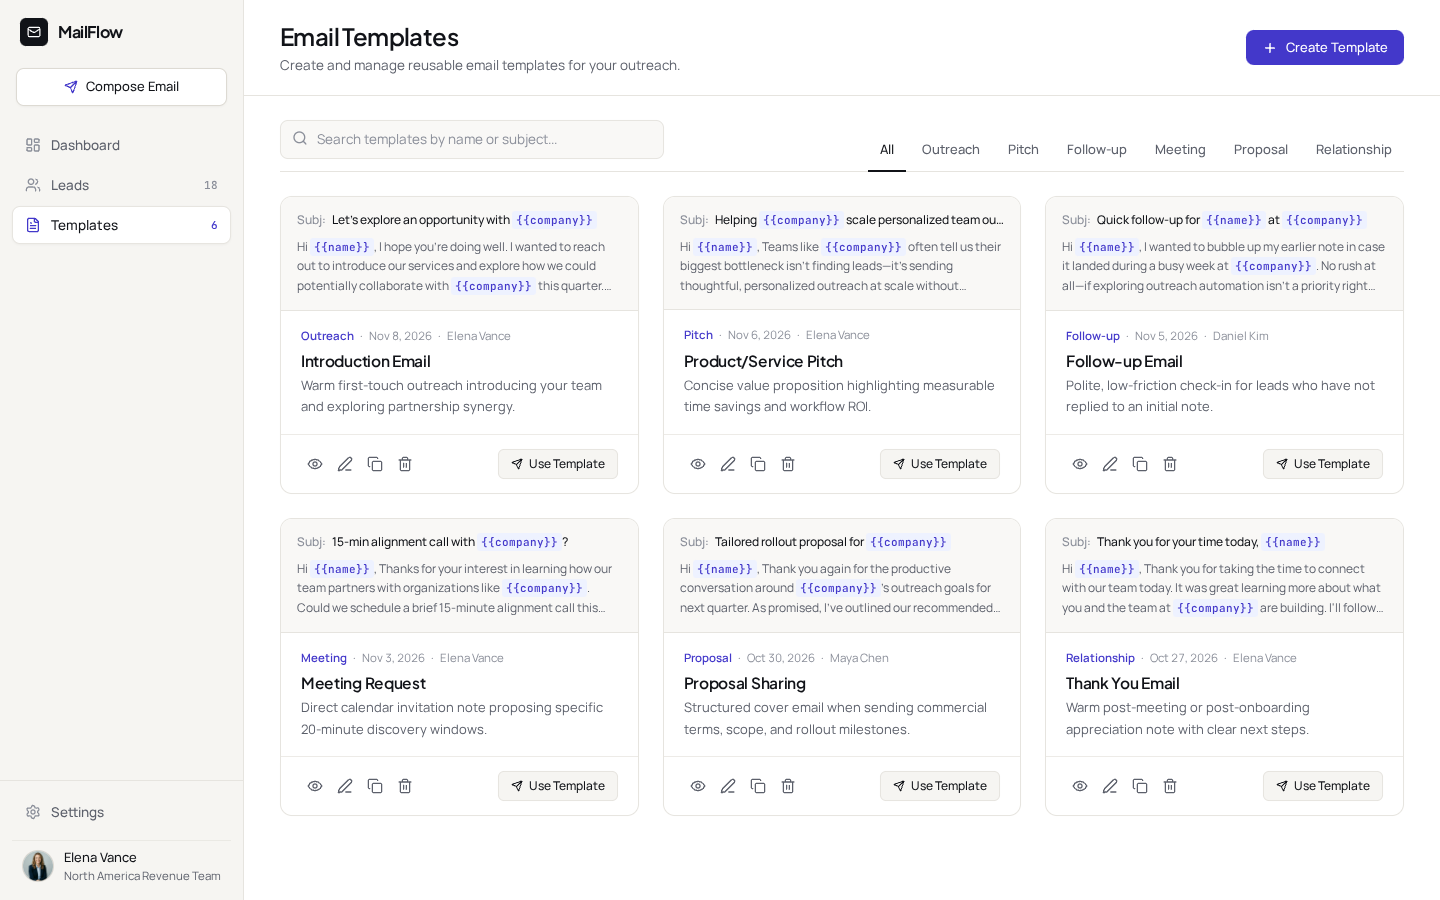 MailFlow
Compose Email
Dashboard
Leads 18
Templates 6
Settings
Elena Vance
North America Revenue Team
Email Templates
Create and manage reusable email templates for your outreach.
Create Template
Search templates by name or subject...
All Outreach Pitch Follow-up Meeting Proposal Relationship
Subj: Let's explore an opportunity with {{company}}
Hi {{name}}, I hope you're doing well. I wanted to reach
out to introduce our services and explore how we could
potentially collaborate with {{company}} this quarter....
Outreach · Nov 8, 2026 · Elena Vance
Introduction Email
Warm first-touch outreach introducing your team
and exploring partnership synergy.
Use Template
Subj: Helping {{company}} scale personalized team ou...
Hi {{name}}, Teams like {{company}} often tell us their
biggest bottleneck isn't finding leads—it's sending
thoughtful, personalized outreach at scale without...
Pitch · Nov 6, 2026 · Elena Vance
Product/Service Pitch
Concise value proposition highlighting measurable
time savings and workflow ROI.
Use Template
Subj: Quick follow-up for {{name}} at {{company}}
Hi {{name}}, I wanted to bubble up my earlier note in case
it landed during a busy week at {{company}}. No rush at
all—if exploring outreach automation isn't a priority right...
Follow-up · Nov 5, 2026 · Daniel Kim
Follow-up Email
Polite, low-friction check-in for leads who have not
replied to an initial note.
Use Template
Subj: 15-min alignment call with {{company}}?
Hi {{name}}, Thanks for your interest in learning how our
team partners with organizations like {{company}}.
Could we schedule a brief 15-minute alignment call this...
Meeting · Nov 3, 2026 · Elena Vance
Meeting Request
Direct calendar invitation note proposing specific
20-minute discovery windows.
Use Template
Subj: Tailored rollout proposal for {{company}}
Hi {{name}}, Thank you again for the productive
conversation around {{company}}'s outreach goals for
next quarter. As promised, I've outlined our recommended...
Proposal · Oct 30, 2026 · Maya Chen
Proposal Sharing
Structured cover email when sending commercial
terms, scope, and rollout milestones.
Use Template
Subj: Thank you for your time today, {{name}}
Hi {{name}}, Thank you for taking the time to connect
with our team today. It was great learning more about what
you and the team at {{company}} are building. I'll follow...
Relationship · Oct 27, 2026 · Elena Vance
Thank You Email
Warm post-meeting or post-onboarding
appreciation note with clear next steps.
Use Template